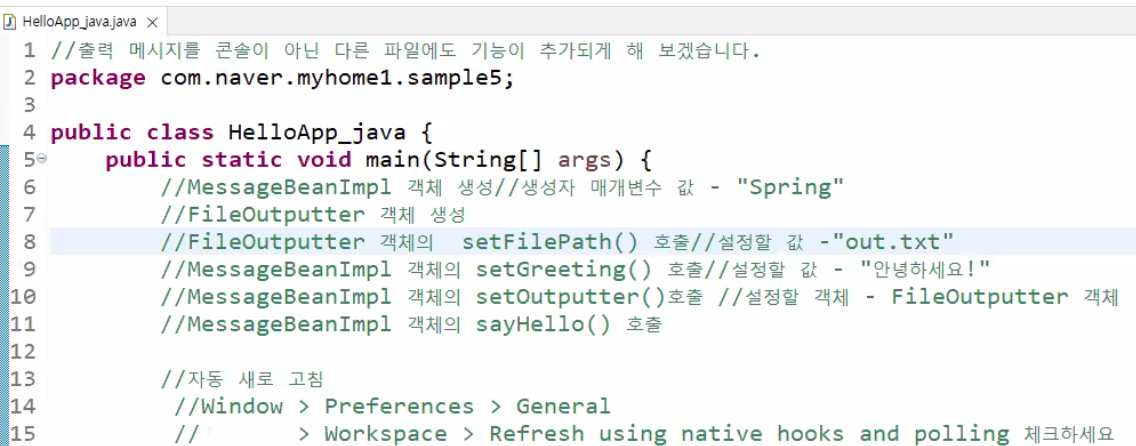 HelloApp_java.java
1 //출력 메시지를 콘솔이 아닌 다른 파일에도 기능이 추가되게 해 보겠습니다.
2 package com.naver.myhome1.sample5;
3
4 public class HelloApp_java {
5 public static void main(String[] args) {
6 //MessageBeanImpl 객체 생성//생성자 매개변수 값 - "Spring"
7 //FileOutputter 객체 생성
8 //FileOutputter 객체의  setFilePath() 호출//설정할 값 -"out.txt"
9 //MessageBeanImpl 객체의 setGreeting() 호출//설정할 값 - "안녕하세요!"
10 //MessageBeanImpl 객체의 setOutputter()호출 //설정할 객체 - FileOutputter 객체
11 //MessageBeanImpl 객체의 sayHello() 호출
12
13 //자동 새로 고침
14 //Window > Preferences > General
15 // > Workspace > Refresh using native hooks and polling 체크하세요